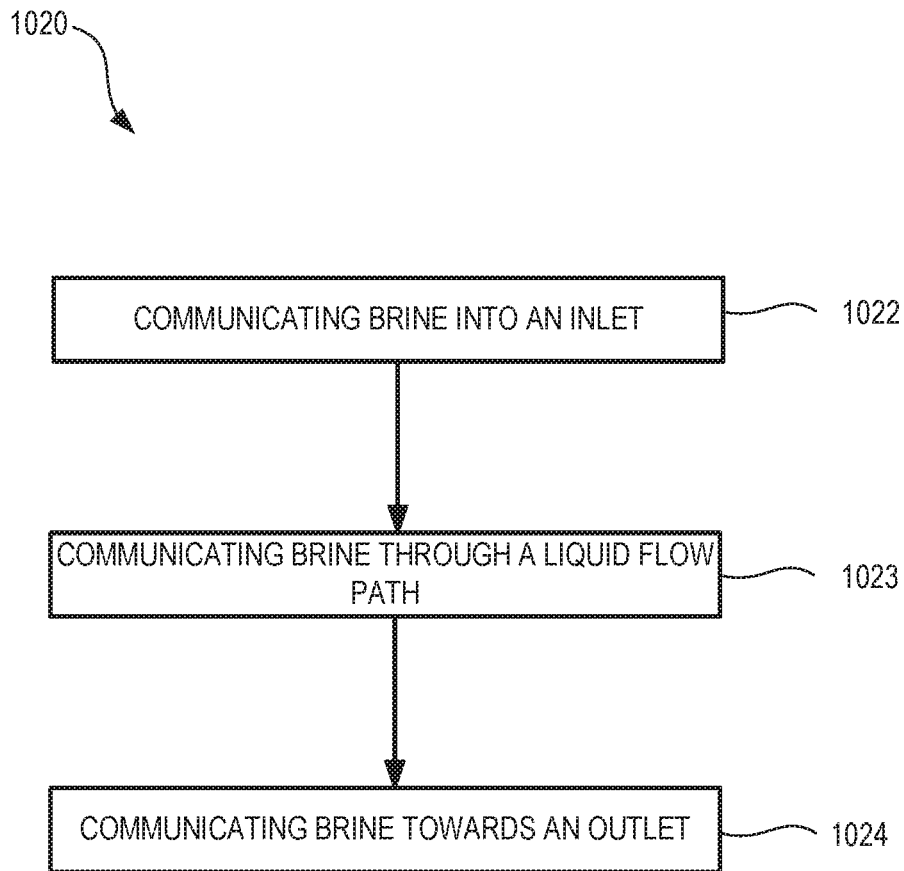 1020
COMMUNICATING BRINE INTO AN INLET
1022
COMMUNICATING BRINE THROUGH A LIQUID FLOW
PATH
1023
COMMUNICATING BRINE TOWARDS AN OUTLET
1024